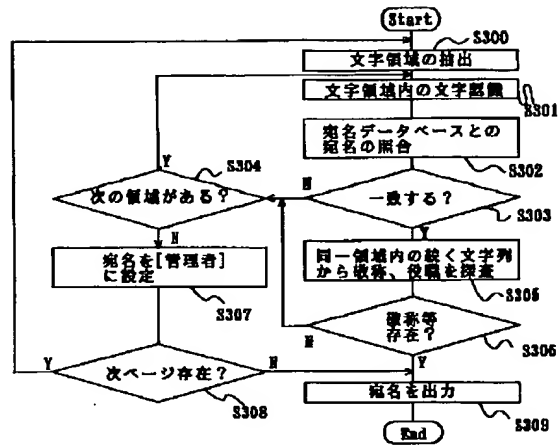 Start
S300
文字領域の抽出
文字領域内の文字認識
S301
宛名データベースとの
宛名の照合
S302
Y
S304
次の領域がある？
N
一致する？
S303
N
Y
宛名を[管理者]
に設定
S307
同一領域内の続く文字列
から敬称、役職を探査
S305
敬称等
存在？
N
S306
Y
Y
次ページ存在？
N
S308
宛名を出力
S309
End